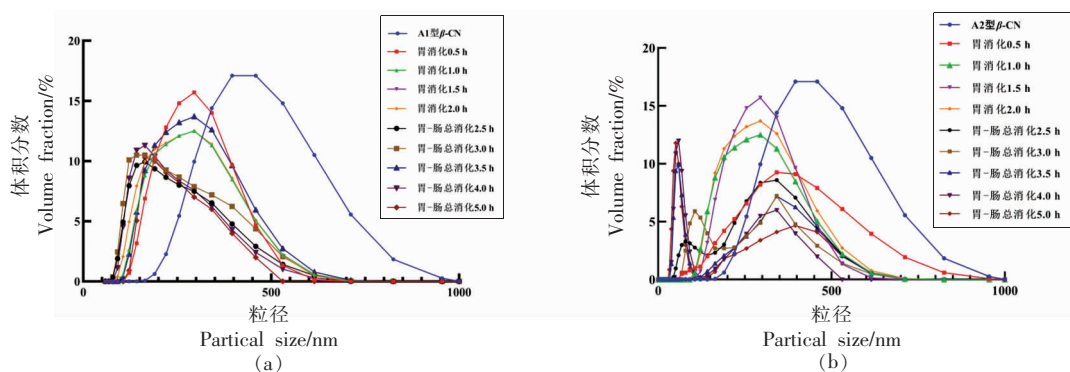 (a)
20
15
10
5
0
体积分数
Volume fraction/%
0
500
1000
粒径
Partical size/nm
(a)
A1型β-CN
胃消化0.5 h
胃消化1.0 h
胃消化1.5 h
胃消化2.0 h
胃-肠总消化2.5 h
胃-肠总消化3.0 h
胃-肠总消化3.5 h
胃-肠总消化4.0 h
胃-肠总消化5.0 h
(b)
20
15
10
5
0
体积分数
Volume fraction/%
0
500
1000
粒径
Partical size/nm
(b)
A2型β-CN
胃消化0.5 h
胃消化1.0 h
胃消化1.5 h
胃消化2.0 h
胃-肠总消化2.5 h
胃-肠总消化3.0 h
胃-肠总消化3.5 h
胃-肠总消化4.0 h
胃-肠总消化5.0 h